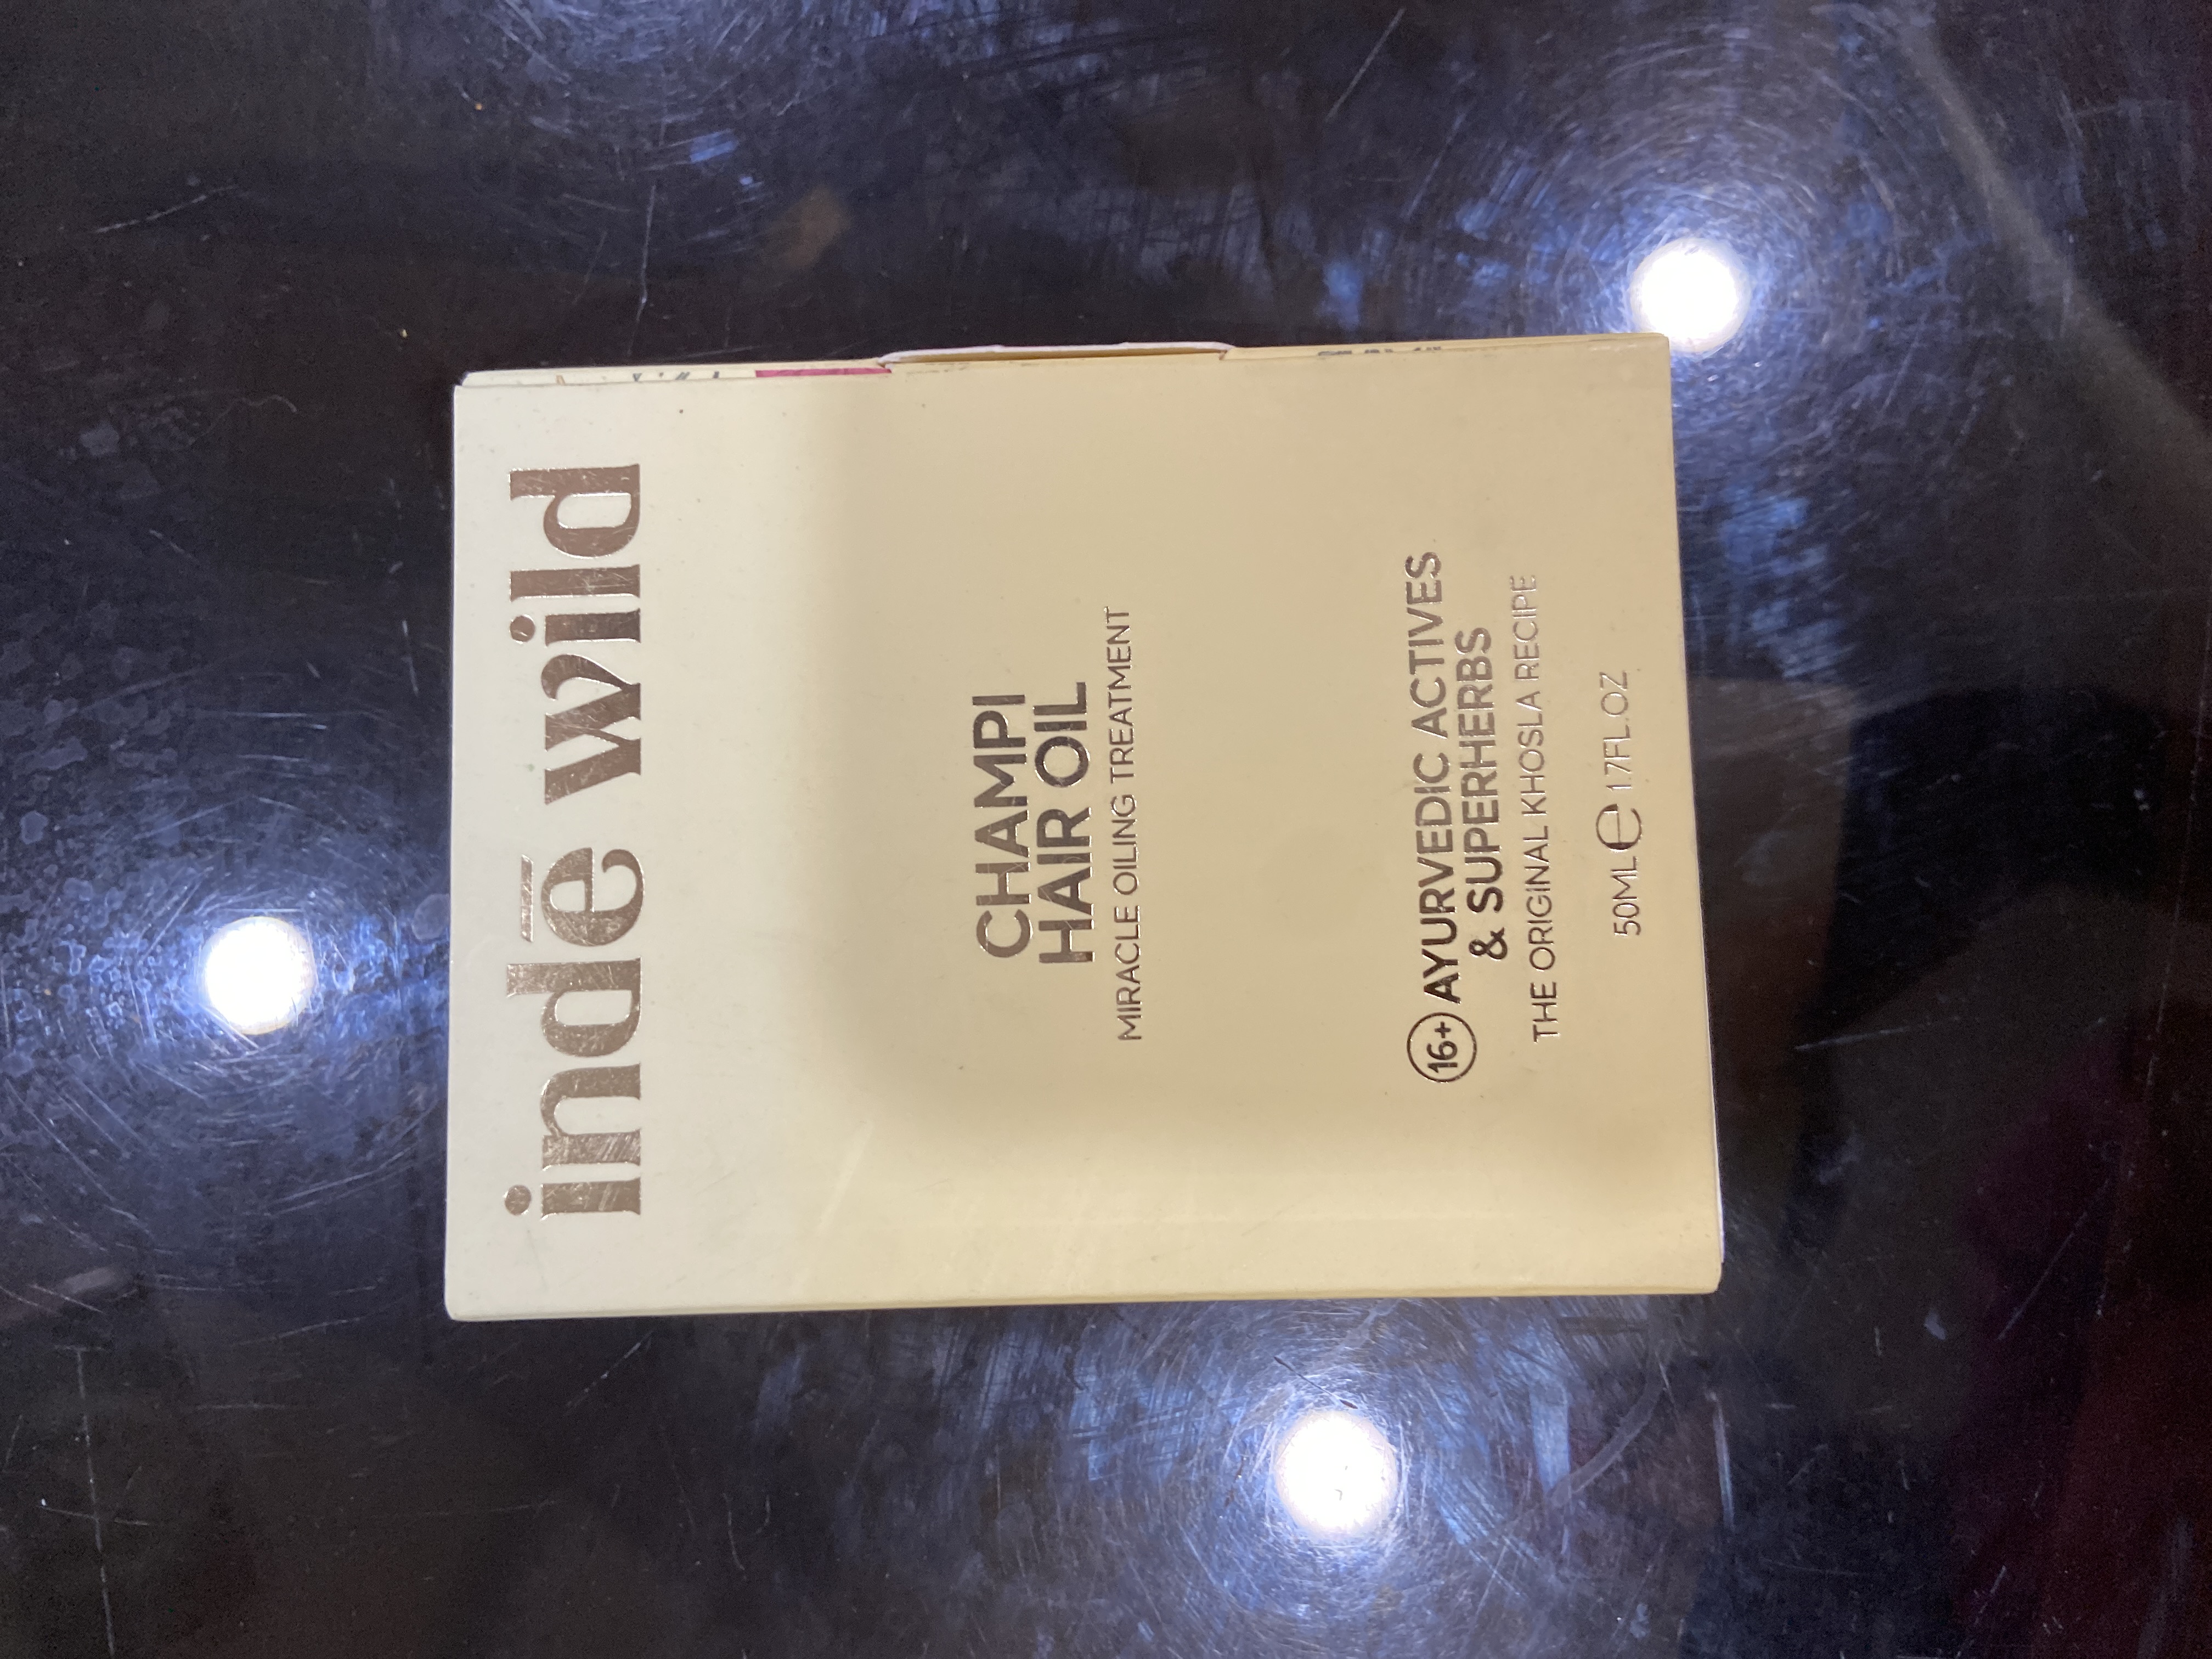 indē wild
CHAMPI
HAIR OIL
MIRACLE OILING TREATMENT
16+ AYURVEDIC ACTIVES
& SUPERHERBS
THE ORIGINAL KHOSLA RECIPE
50ML ℮ 1.7FL.OZ